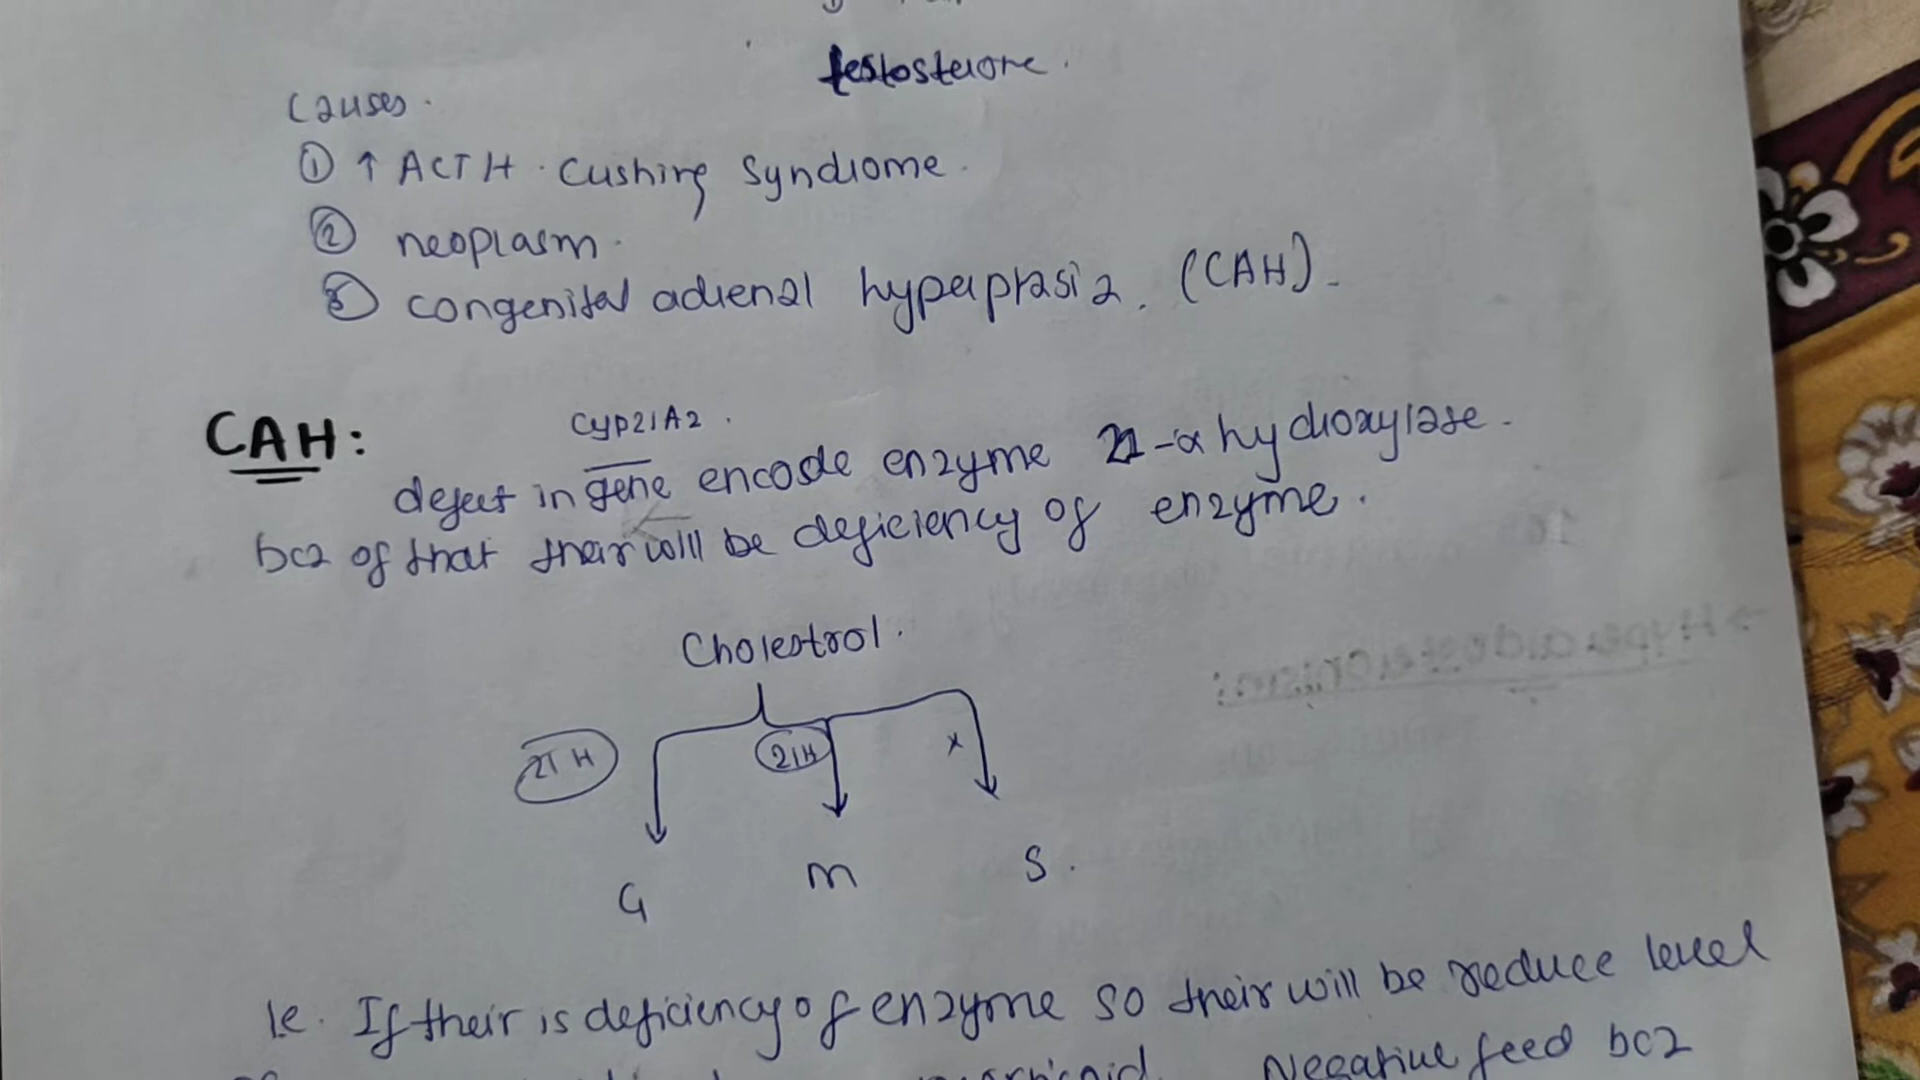 testosterone.
Causes.
① ↑ ACTH. Cushing Syndrome.
② neoplasm.
③ congenital adrenal hyperplasia. (CAH).
CAH:
CYP21A2.
defect in gene encode enzyme 21-α hydroxylase.
bcz of that their will be deficiency of enzyme.
Cholestrol.
21H 21H x
G M S.
ie. If their is deficiency of enzyme so their will be reduce level
Negative feed bcz